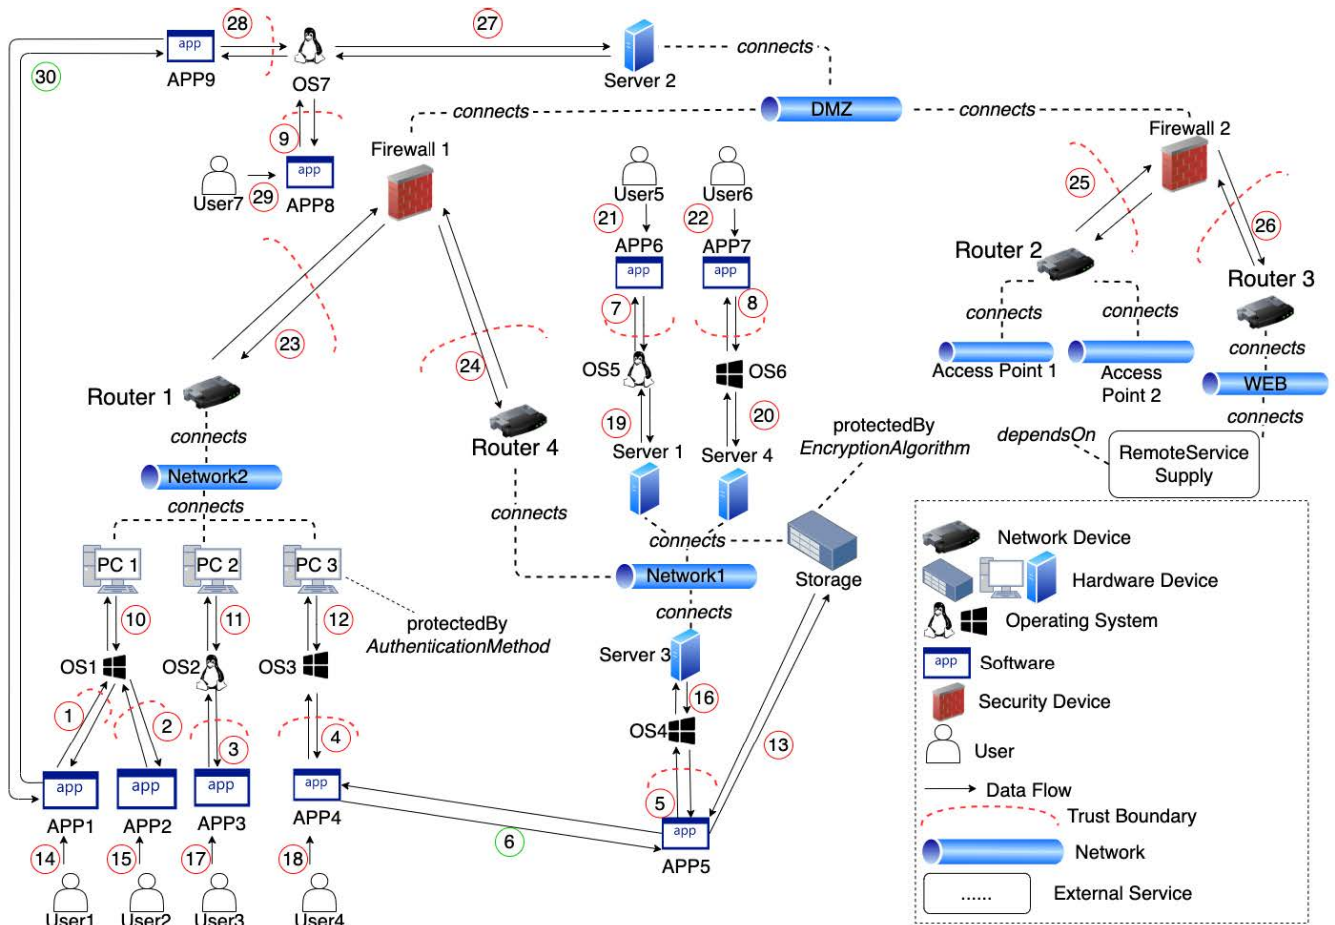 28
27
app
30
APP9
OS7
Server 2
connects
connects
DMZ
connects
9
Firewall 1
Firewall 2
app
User7
29
APP8
User5
User6
25
21
22
26
APP6
APP7
app
app
Router 2
Router 3
7
8
connects
connects
23
24
OS5
OS6
connects
Access Point 1
Access
Point 2
WEB
Router 1
connects
Router 4
19
20
Server 1
Server 4
protectedBy
EncryptionAlgorithm
dependsOn
connects
RemoteService
Supply
Network2
connects
connects
connects
PC 1
PC 2
PC 3
Network1
Storage
connects
10
11
12
protectedBy
AuthenticationMethod
Server 3
OS1
OS2
OS3
16
1
2
3
4
OS4
13
app
app
app
app
5
APP1
APP2
APP3
APP4
6
app
APP5
14
15
17
18
User1
User2
User3
User4
Network Device
Hardware Device
Operating System
app
Software
Security Device
User
Data Flow
Trust Boundary
Network
......
External Service